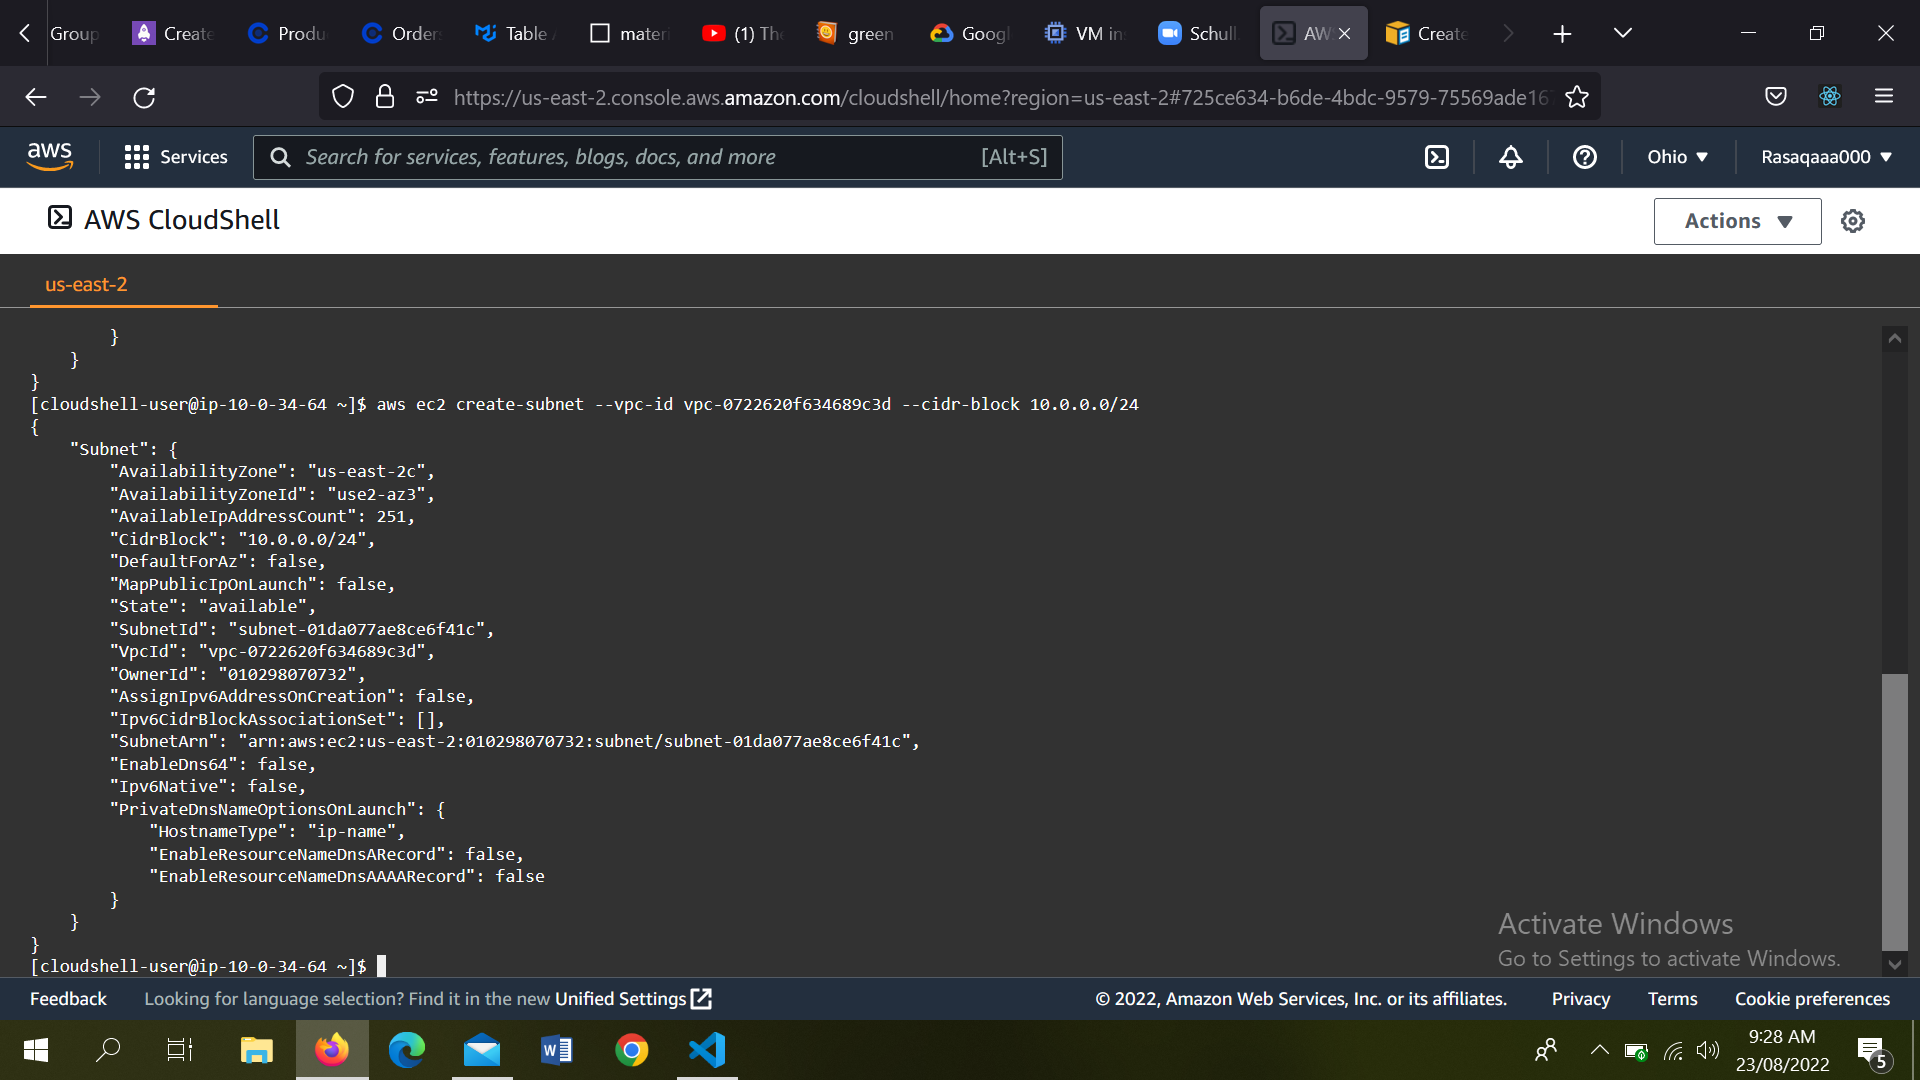 Group
Create
Produ
Order
Table
materi
(1) The
green
Googl
VM in
Schull
AW
Create
https://us-east-2.console.aws.amazon.com/cloudshell/home?region=us-east-2#725ce634-b6de-4bdc-9579-75569ade16
aws
Services
Search for services, features, blogs, docs, and more
[Alt+S]
Ohio
Rasaqaaa000
AWS CloudShell
Actions
us-east-2
}
}
}
[cloudshell-user@ip-10-0-34-64 ~]$ aws ec2 create-subnet --vpc-id vpc-0722620f634689c3d --cidr-block 10.0.0.0/24
{
"Subnet": {
"AvailabilityZone": "us-east-2c",
"AvailabilityZoneId": "use2-az3",
"AvailableIpAddressCount": 251,
"CidrBlock": "10.0.0.0/24",
"DefaultForAz": false,
"MapPublicIpOnLaunch": false,
"State": "available",
"SubnetId": "subnet-01da077ae8ce6f41c",
"VpcId": "vpc-0722620f634689c3d",
"OwnerId": "010298070732",
"AssignIpv6AddressOnCreation": false,
"Ipv6CidrBlockAssociationSet": [],
"SubnetArn": "arn:aws:ec2:us-east-2:010298070732:subnet/subnet-01da077ae8ce6f41c",
"EnableDns64": false,
"Ipv6Native": false,
"PrivateDnsNameOptionsOnLaunch": {
"HostnameType": "ip-name",
"EnableResourceNameDnsARecord": false,
"EnableResourceNameDnsAAAARecord": false
}
}
}
[cloudshell-user@ip-10-0-34-64 ~]$
Activate Windows
Go to Settings to activate Windows.
Feedback
Looking for language selection? Find it in the new Unified Settings
© 2022, Amazon Web Services, Inc. or its affiliates.
Privacy
Terms
Cookie preferences
9:28 AM
23/08/2022
5